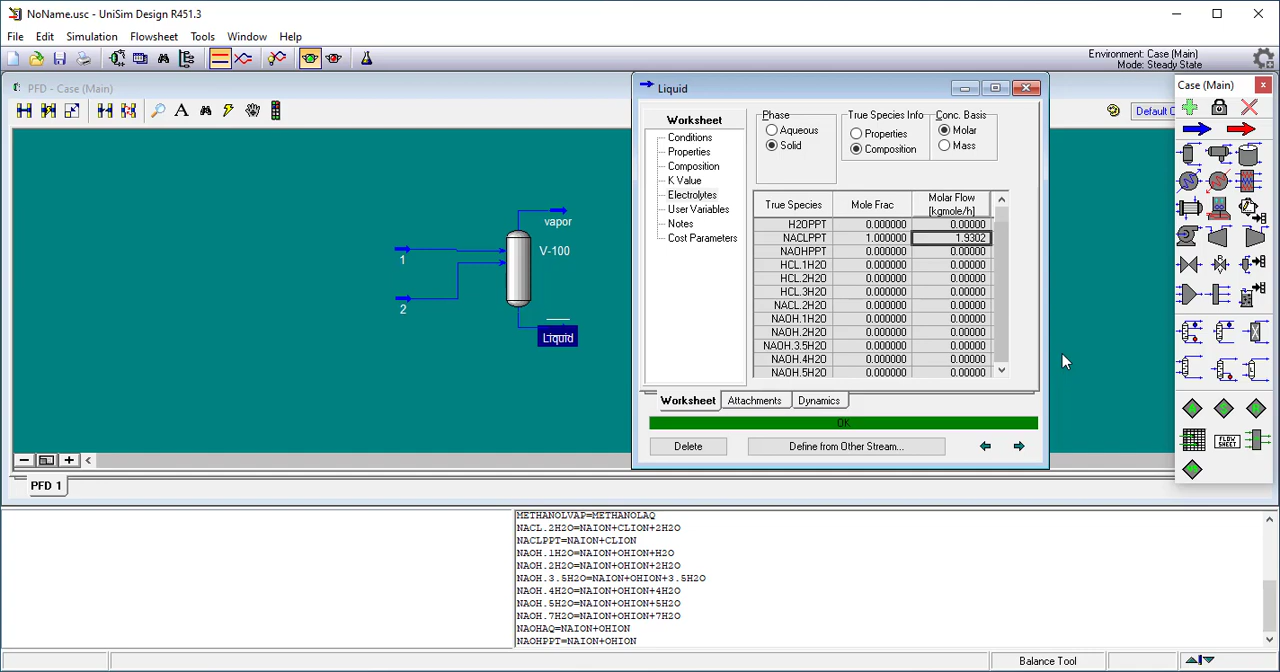 NoName.usc - UniSim Design R451.3
File Edit Simulation Flowsheet Tools Window Help
Environment: Case (Main)
Mode: Steady State
PFD - Case (Main)
Default C
vapor
V-100
1
2
Liquid
PFD 1
Liquid
Worksheet
Conditions
Properties
Composition
K Value
Electrolytes
User Variables
Notes
Cost Parameters
Phase
Aqueous
Solid
True Species Info
Properties
Composition
Conc. Basis
Molar
Mass
True Species Mole Frac Molar Flow [kgmole/h]
H2OPPT 0.000000 0.00000
NACLPPT 1.000000 1.9302
NAOHPPT 0.000000 0.00000
HCL.1H2O 0.000000 0.00000
HCL.2H2O 0.000000 0.00000
HCL.3H2O 0.000000 0.00000
NACL.2H2O 0.000000 0.00000
NAOH.1H2O 0.000000 0.00000
NAOH.2H2O 0.000000 0.00000
NAOH.3.5H2O 0.000000 0.00000
NAOH.4H2O 0.000000 0.00000
NAOH.5H2O 0.000000 0.00000
Worksheet Attachments Dynamics
OK
Delete Define from Other Stream...
Case (Main)
FLOW
SHEET
METHANOLVAP=METHANOLAQ
NACL.2H2O=NAION+CLION+2H2O
NACLPPT=NAION+CLION
NAOH.1H2O=NAION+OHION+H2O
NAOH.2H2O=NAION+OHION+2H2O
NAOH.3.5H2O=NAION+OHION+3.5H2O
NAOH.4H2O=NAION+OHION+4H2O
NAOH.5H2O=NAION+OHION+5H2O
NAOH.7H2O=NAION+OHION+7H2O
NAOHAQ=NAION+OHION
NAOHPPT=NAION+OHION
Balance Tool